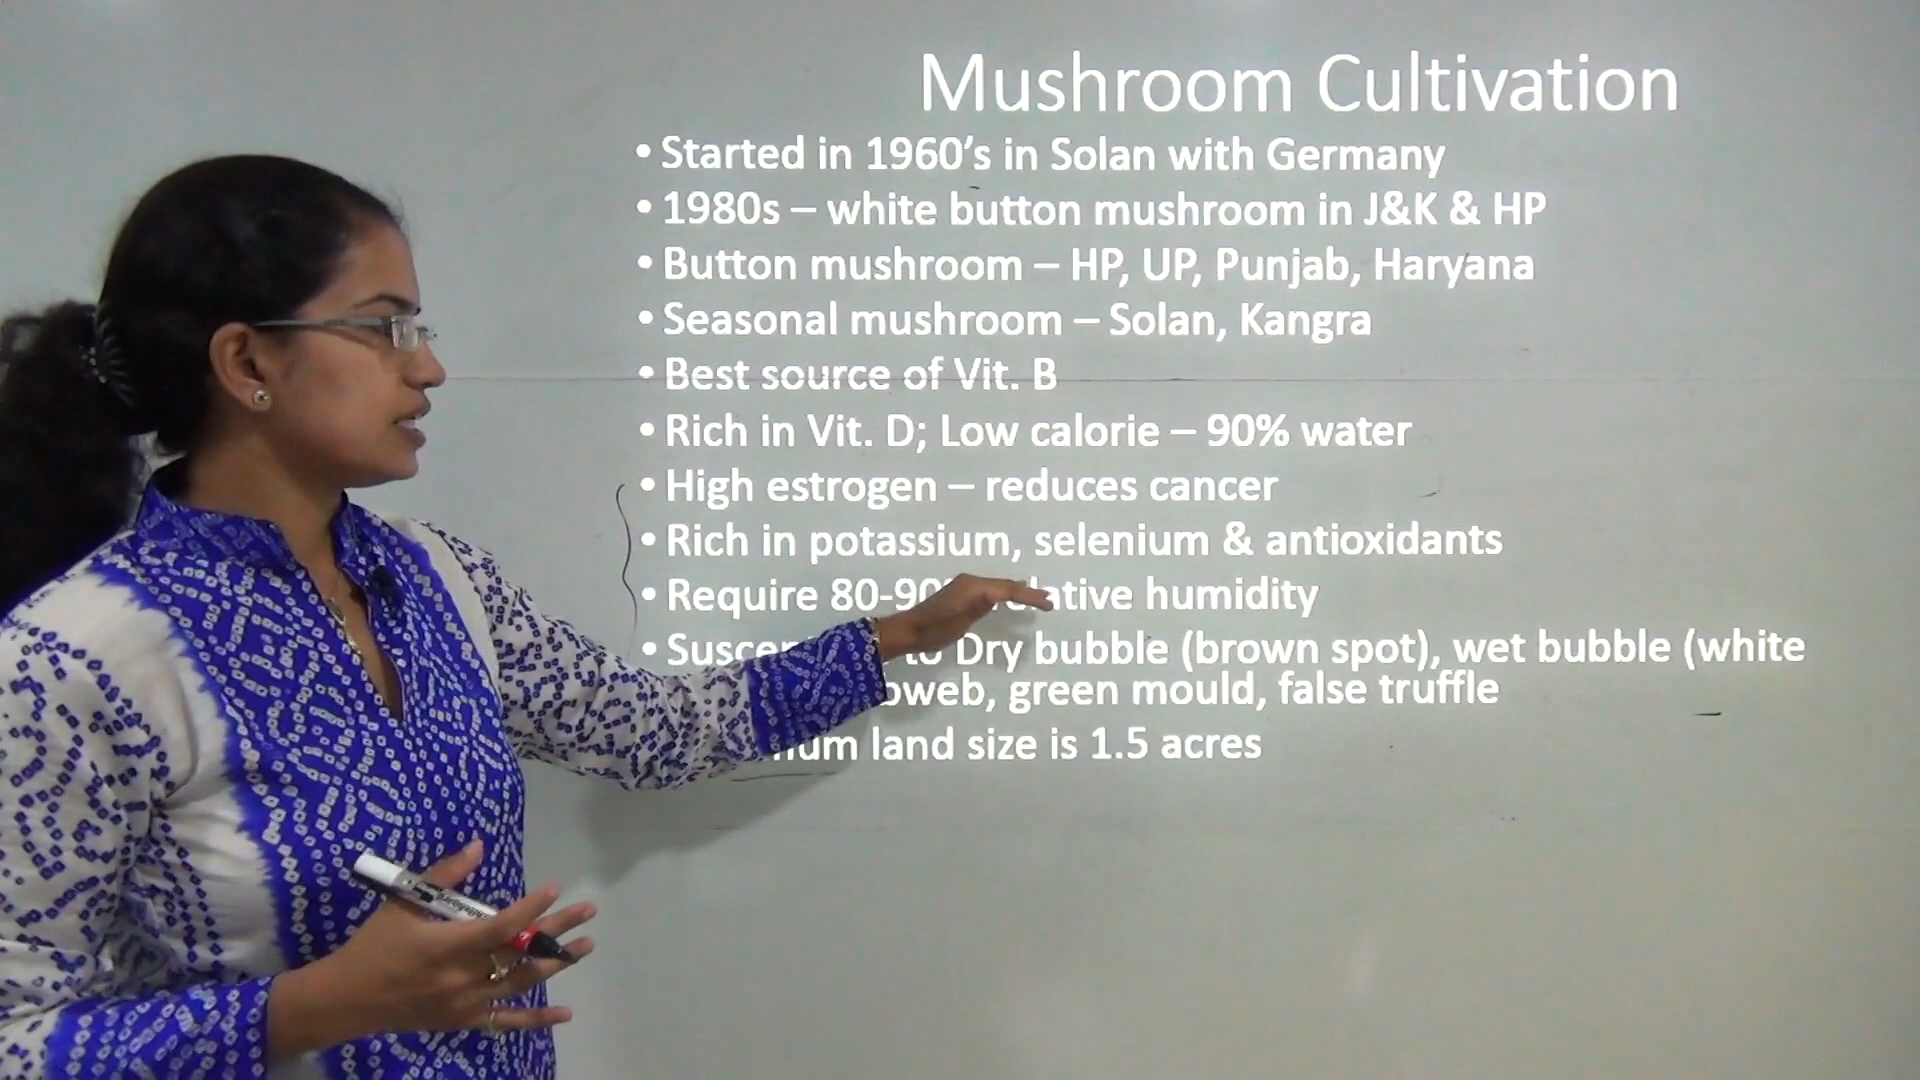 Mushroom Cultivation
• Started in 1960's in Solan with Germany
• 1980s – white button mushroom in J&K & HP
• Button mushroom – HP, UP, Punjab, Haryana
• Seasonal mushroom – Solan, Kangra
• Best source of Vit. B
• Rich in Vit. D; Low calorie – 90% water
• High estrogen – reduces cancer
• Rich in potassium, selenium & antioxidants
• Require 80-90% relative humidity
• to Dry bubble (brown spot), wet bubble (white
green mould, false truffle
land size is 1.5 acres